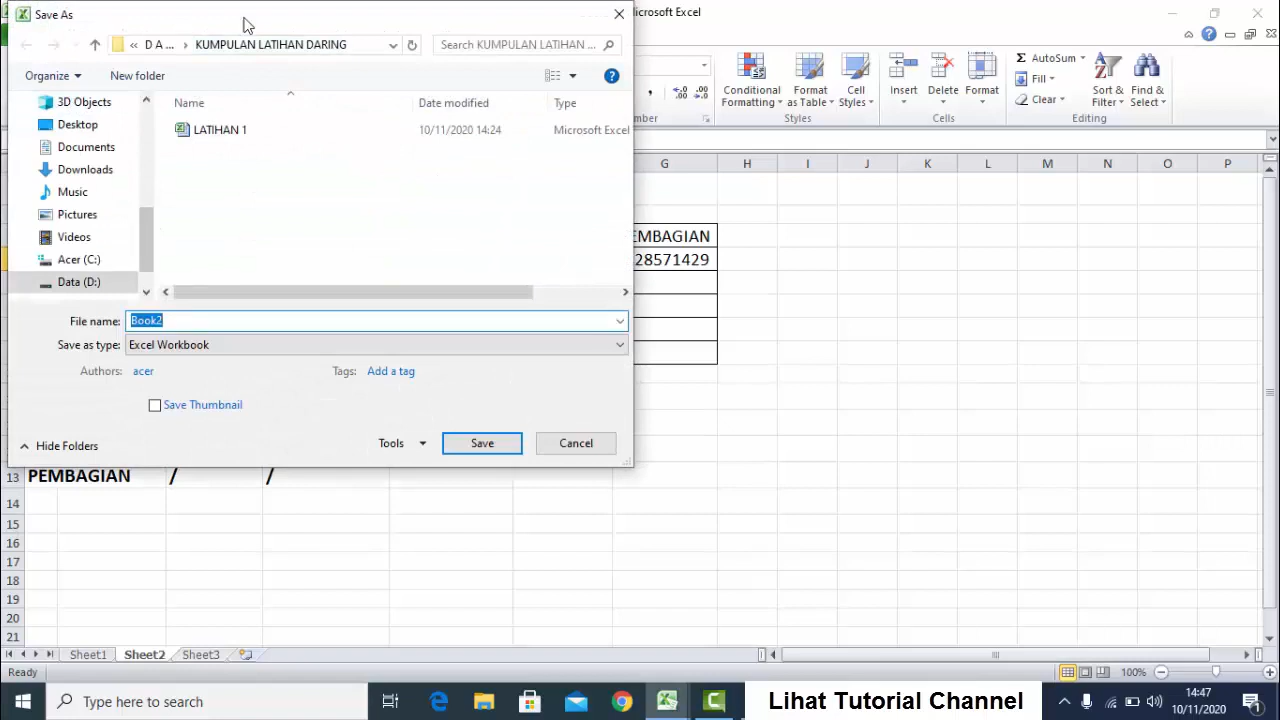 Save As
Microsoft Excel
« D A ... › KUMPULAN LATIHAN DARING
Search KUMPULAN LATIHAN ...
Organize
New folder
3D Objects
Desktop
Documents
Downloads
Music
Pictures
Videos
Acer (C:)
Data (D:)
Name
Date modified
Type
LATIHAN 1
10/11/2020 14:24
Microsoft Excel
File name: Book2
Save as type: Excel Workbook
Authors: acer
Tags: Add a tag
Save Thumbnail
Hide Folders
Tools
Save
Cancel
Conditional Formatting
Format as Table
Cell Styles
Styles
Insert
Delete
Format
Cells
AutoSum
Fill
Clear
Sort & Filter
Find & Select
Editing
G H I J K L M N O P
EMBAGIAN
28571429
13 PEMBAGIAN / /
14
15
16
17
18
19
20
21
Sheet1 Sheet2 Sheet3
Ready
100%
Type here to search
Lihat Tutorial Channel
14:47
10/11/2020
1